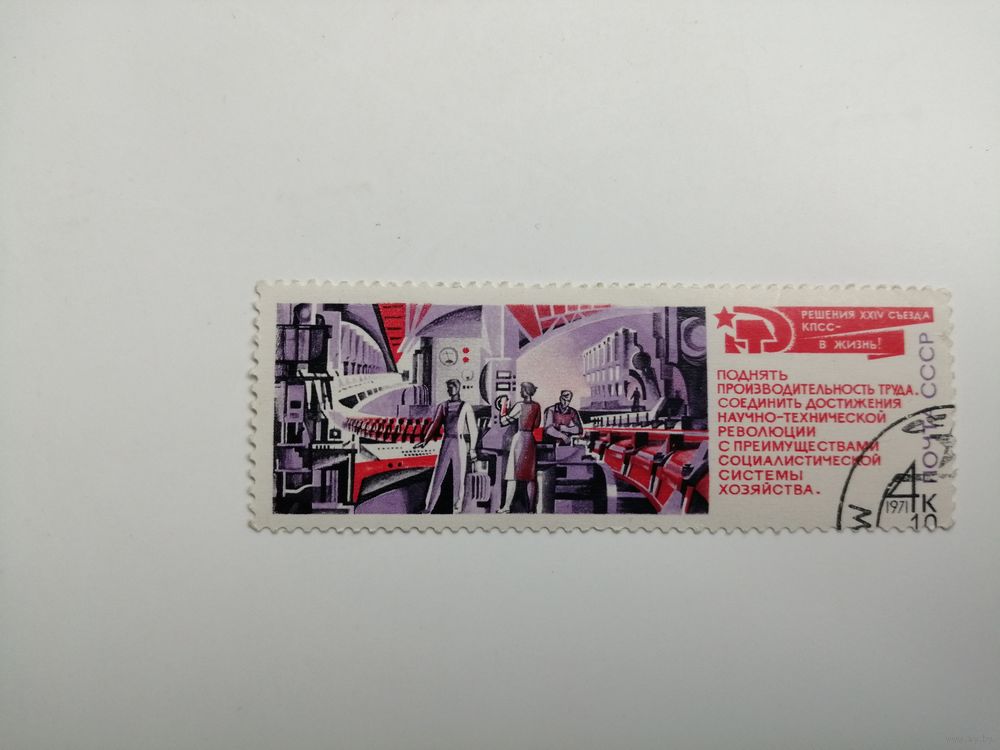 РЕШЕНИЯ XXIV СЪЕЗДА
КПСС-
В ЖИЗНЬ!
ПОДНЯТЬ
ПРОИЗВОДИТЕЛЬНОСТЬ ТРУДА.
СОЕДИНИТЬ ДОСТИЖЕНИЯ
НАУЧНО-ТЕХНИЧЕСКОЙ
РЕВОЛЮЦИИ
С ПРЕИМУЩЕСТВАМИ
СОЦИАЛИСТИЧЕСКОЙ
СИСТЕМЫ
ХОЗЯЙСТВА.
ПОЧТА СССР
1971
4К
10